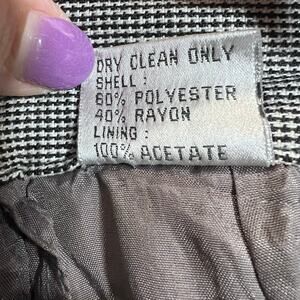 DRY CLEAN ONLY
SHELL :
60% POLYESTER
40% RAYON
LINING :
100% ACETATE